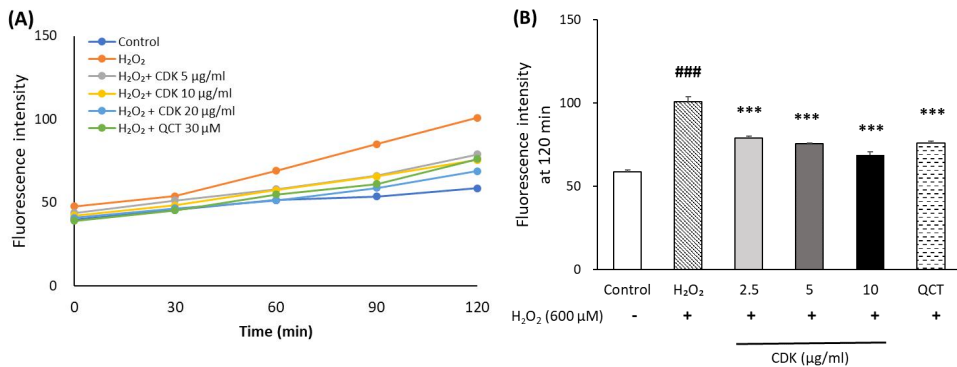 (A)
Fluorescence intensity
150
100
50
0
Control
H₂O₂
H₂O₂+ CDK 5 µg/ml
H₂O₂+ CDK 10 µg/ml
H₂O₂ + CDK 20 µg/ml
H₂O₂ + QCT 30 µM
0 30 60 90 120
Time (min)
(B)
Fluorescence intensity
at 120 min
150
100
50
0
###
***
***
***
***
Control H₂O₂ 2.5 5 10 QCT
H₂O₂ (600 µM) - + + + + +
CDK (µg/ml)